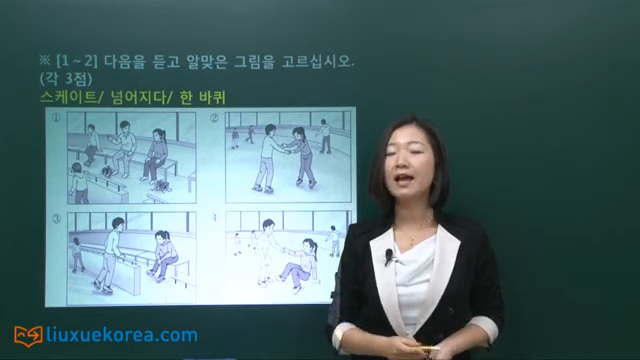 ※ [1~2] 다음을 듣고 알맞은 그림을 고르십시오.
(각 3점)
스케이트/ 넘어지다/ 한 바퀴
①
②
③
liuxuekorea.com